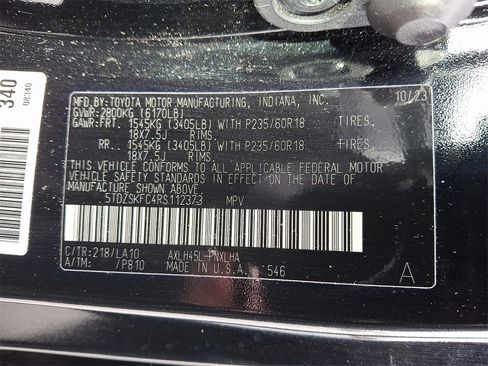 MFD. BY: TOYOTA MOTOR MANUFACTURING, INDIANA, INC. 10/23
GVWR: 2800KG (6170LB)
GAWR: FRT. 1545KG (3405LB) WITH P235/60R18 TIRES,
18X7.5J RIMS,
RR. 1545KG (3405LB) WITH P235/60R18 TIRES,
18X7.5J RIMS.
THIS VEHICLE CONFORMS TO ALL APPLICABLE FEDERAL MOTOR
VEHICLE SAFETY STANDARDS IN EFFECT ON THE DATE OF
MANUFACTURE SHOWN ABOVE.
5TDZSKFC4RS112373 MPV
C/TR: 218/LA10 AXLH45L-PNXLHA
A/TM: /P810 MADE IN U.S.A. 546 A
340
08340